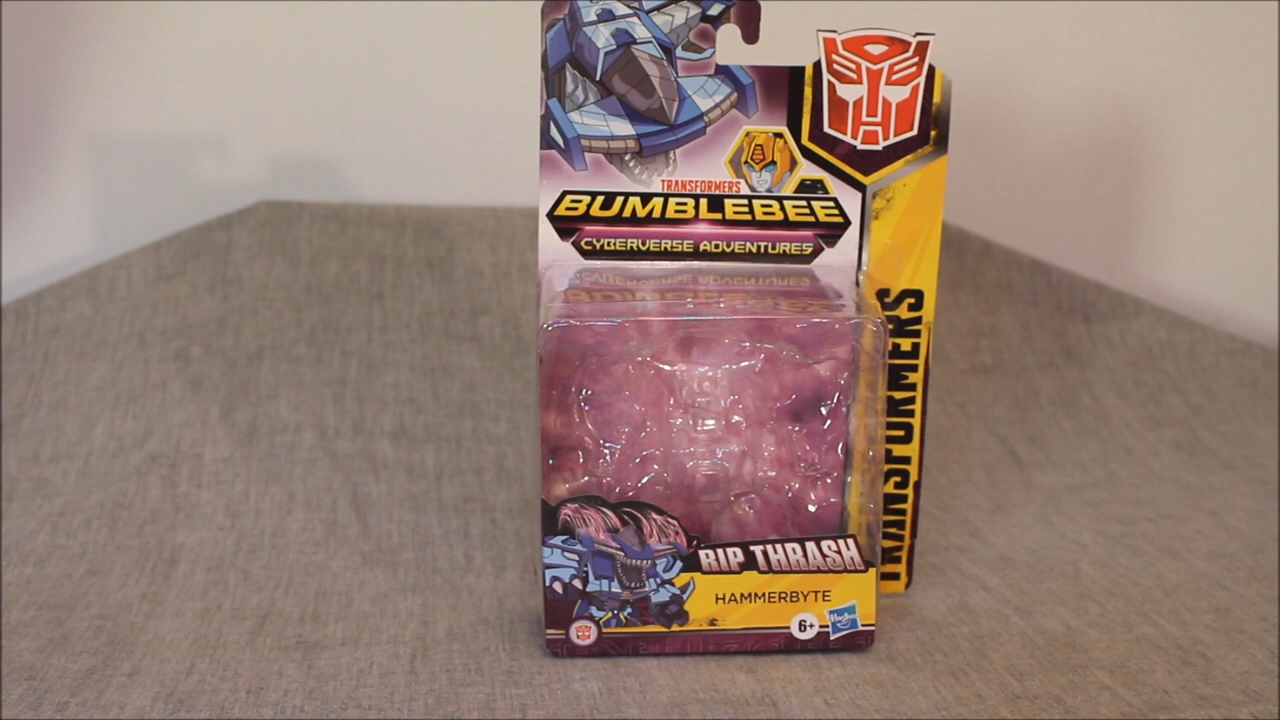 TRANSFORMERS
BUMBLEBEE
CYBERVERSE ADVENTURES
TRANSFORMERS
RIP THRASH
HAMMERBYTE
6+
Hasbro